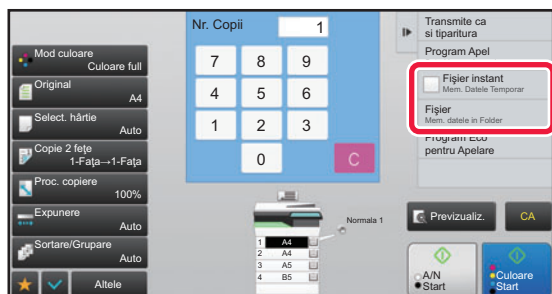 Mod culoare
Culoare full
Original
A4
Select. hârtie
Auto
Copie 2 feţe
1-Faţa→1-Faţa
Proc. copiere
100%
Expunere
Auto
Sortare/Grupare
Auto
Altele
Nr. Copii
1
7 8 9
4 5 6
1 2 3
0 C
Normala 1
1 A4
2 A4
3 A5
4 B5
Transmite ca
si tiparitura
Program Apel
Fişier instant
Mem. Datele Temporar
Fişier
Mem. datele in Folder
Program Eco
pentru Apelare
Previzualiz.
CA
A/N
Start
Culoare
Start